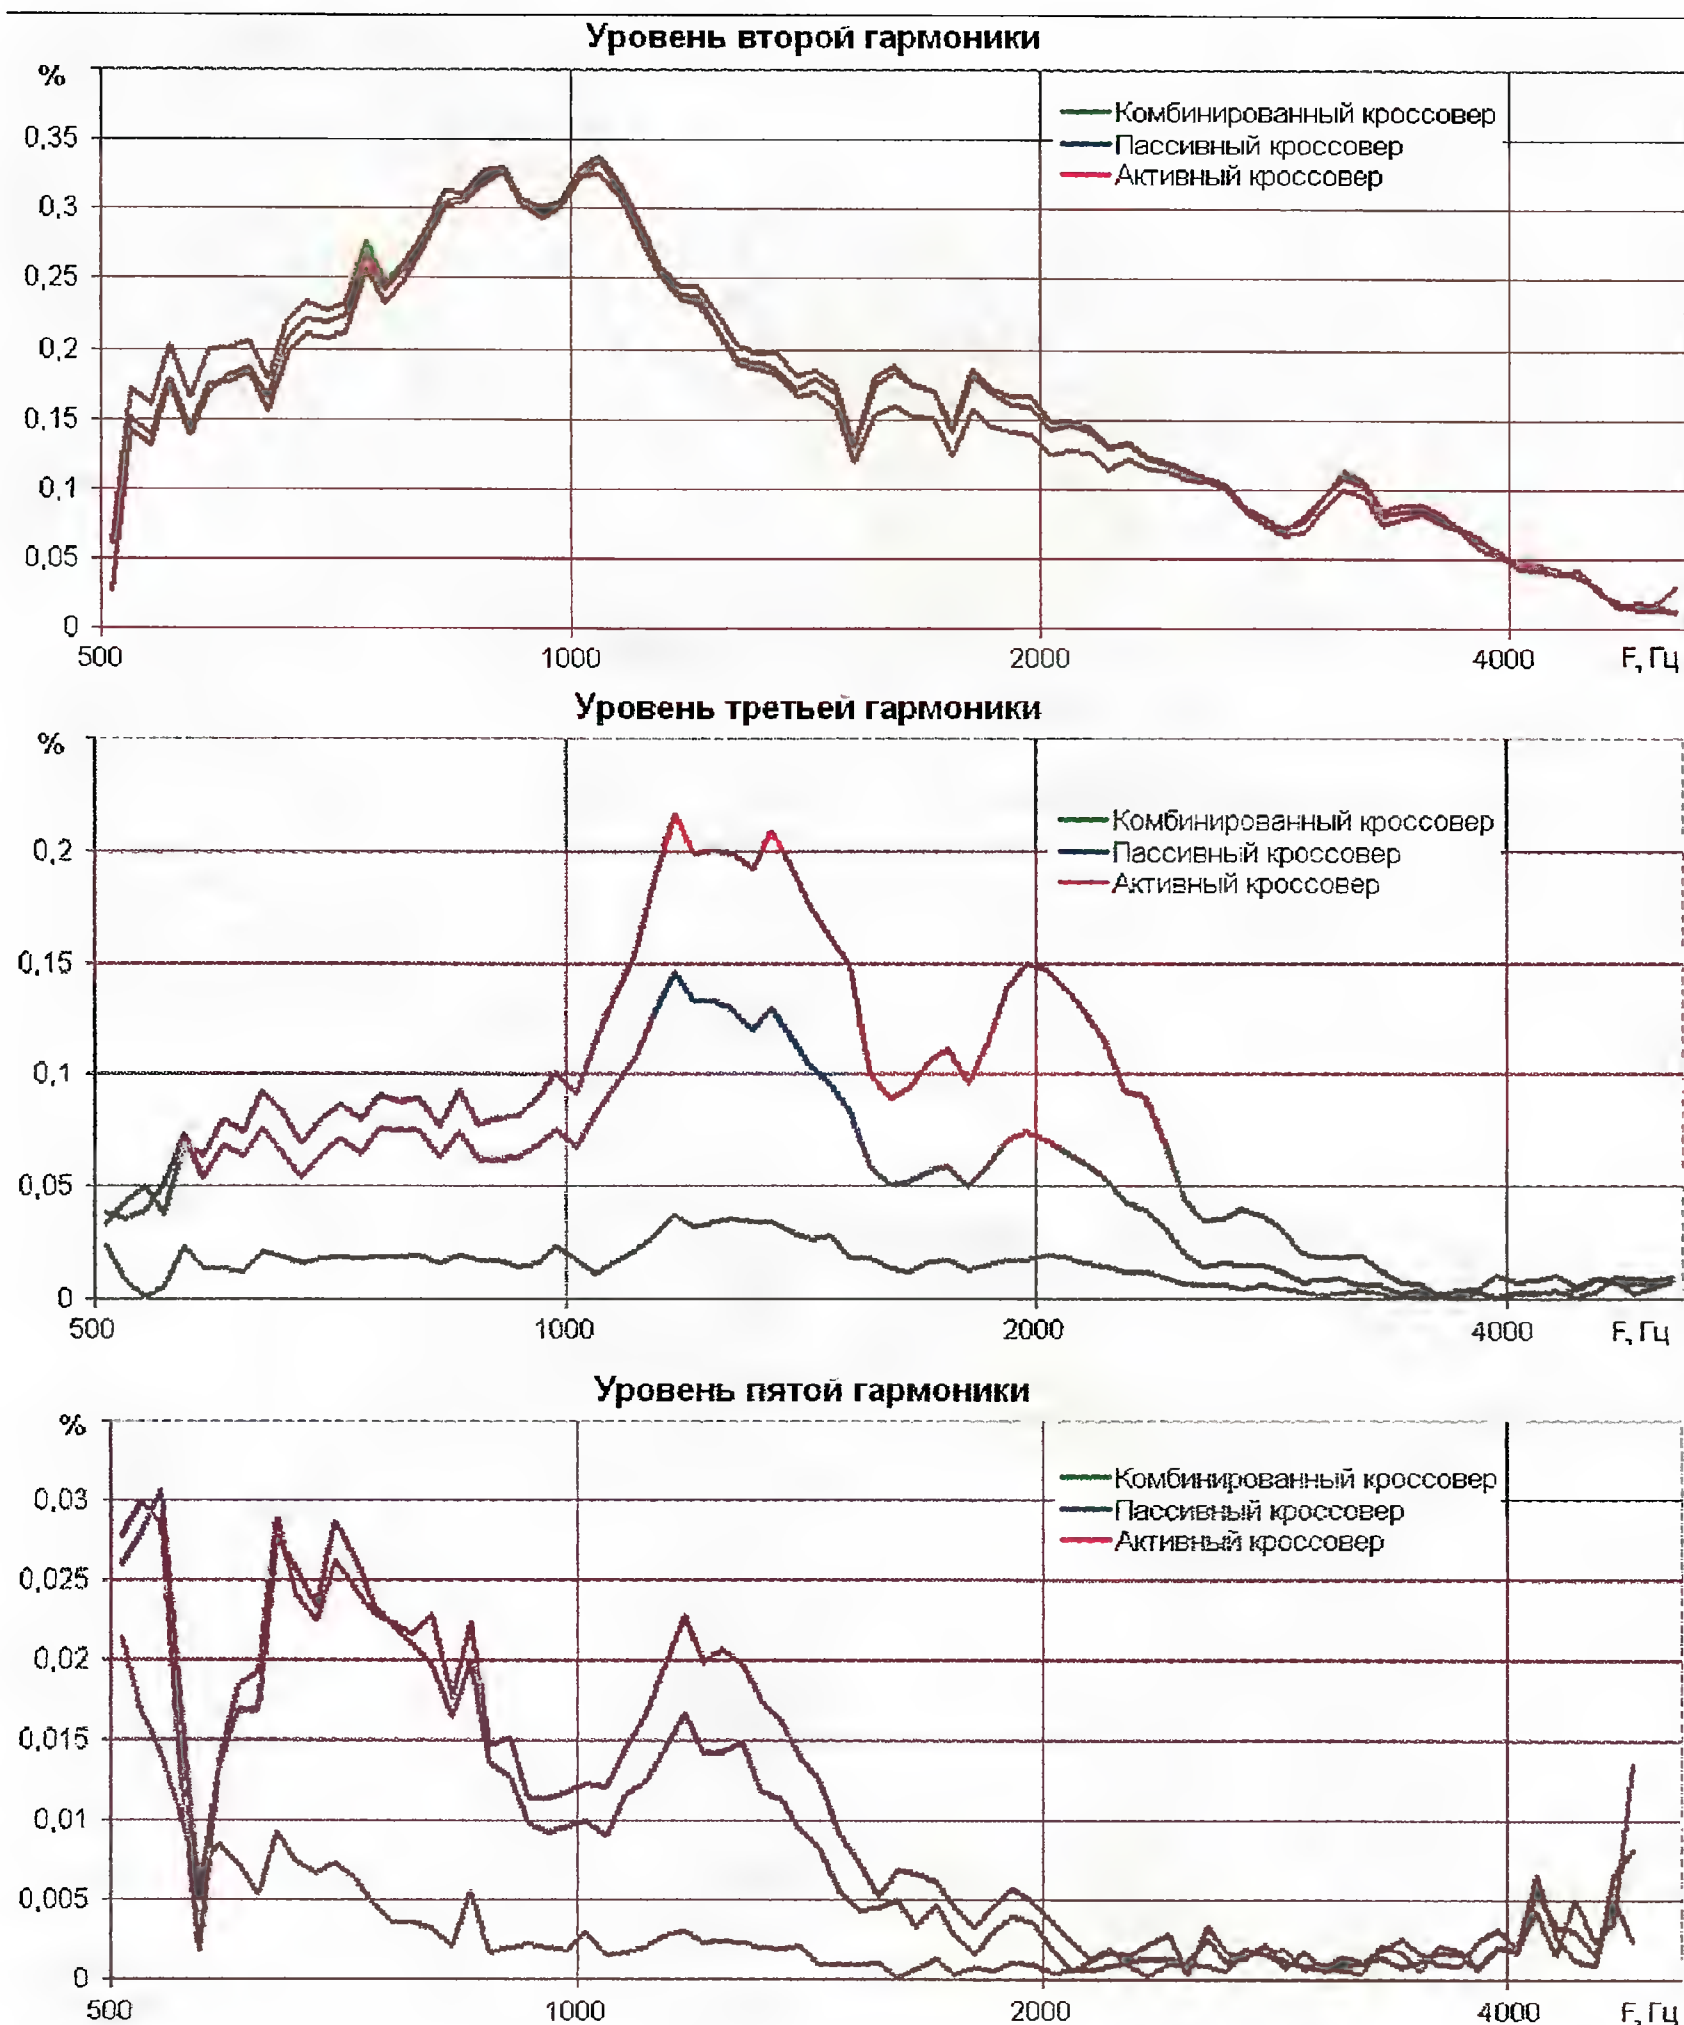 Уровень второй гармоники
%
Комбинированный кроссовер
Пассивный кроссовер
Активный кроссовер
0,35
0,3
0,25
0,2
0,15
0,1
0,05
0
500 1000 2000 4000 F, Гц
Уровень третьей гармоники
%
Комбинированный кроссовер
Пассивный кроссовер
Активный кроссовер
0,2
0,15
0,1
0,05
0
500 1000 2000 4000 F, Гц
Уровень пятой гармоники
%
Комбинированный кроссовер
Пассивный кроссовер
Активный кроссовер
0,03
0,025
0,02
0,015
0,01
0,005
0
500 1000 2000 4000 F, Гц